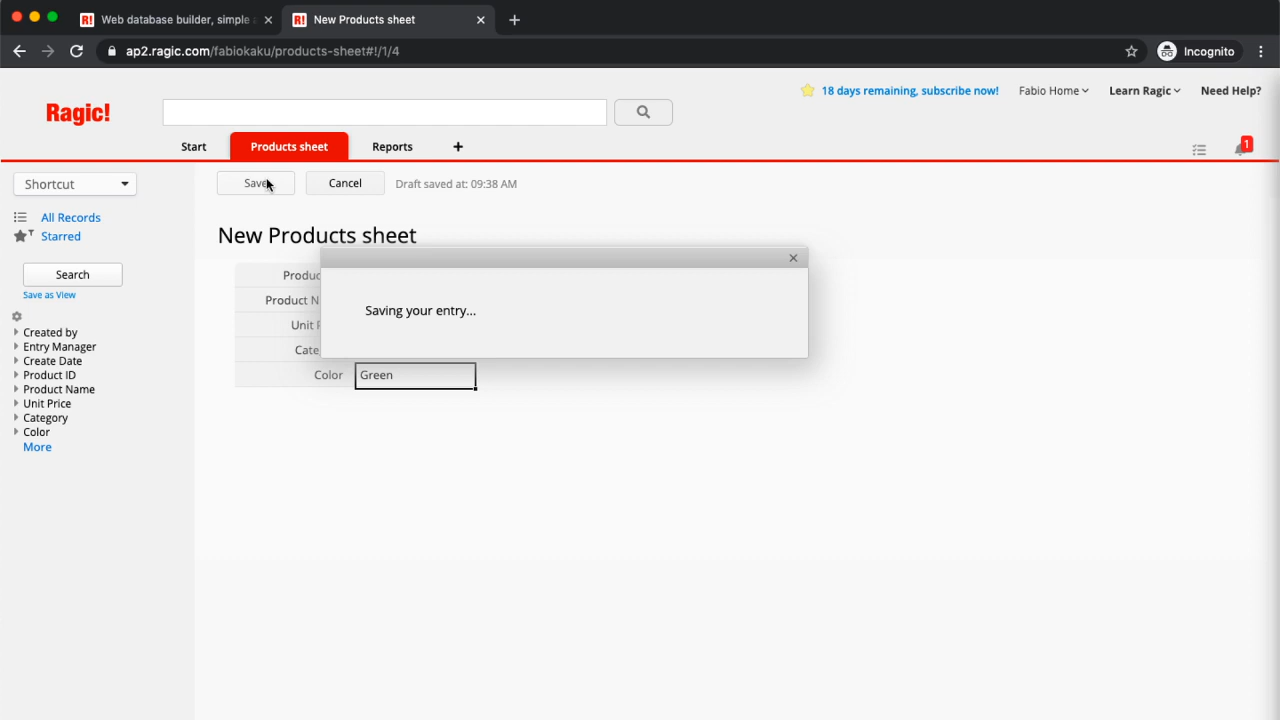 R! Web database builder, simple
R! New Products sheet
ap2.ragic.com/fabiokaku/products-sheet#!/1/4
Incognito
18 days remaining, subscribe now!
Fabio Home
Learn Ragic
Need Help?
Ragic!
Start
Products sheet
Reports
1
Shortcut
Save
Cancel
Draft saved at: 09:38 AM
All Records
Starred
New Products sheet
Search
Save as View
Created by
Entry Manager
Create Date
Product ID
Product Name
Unit Price
Category
Color
More
Produc
Product N
Unit
Cate
Color
Green
Saving your entry...